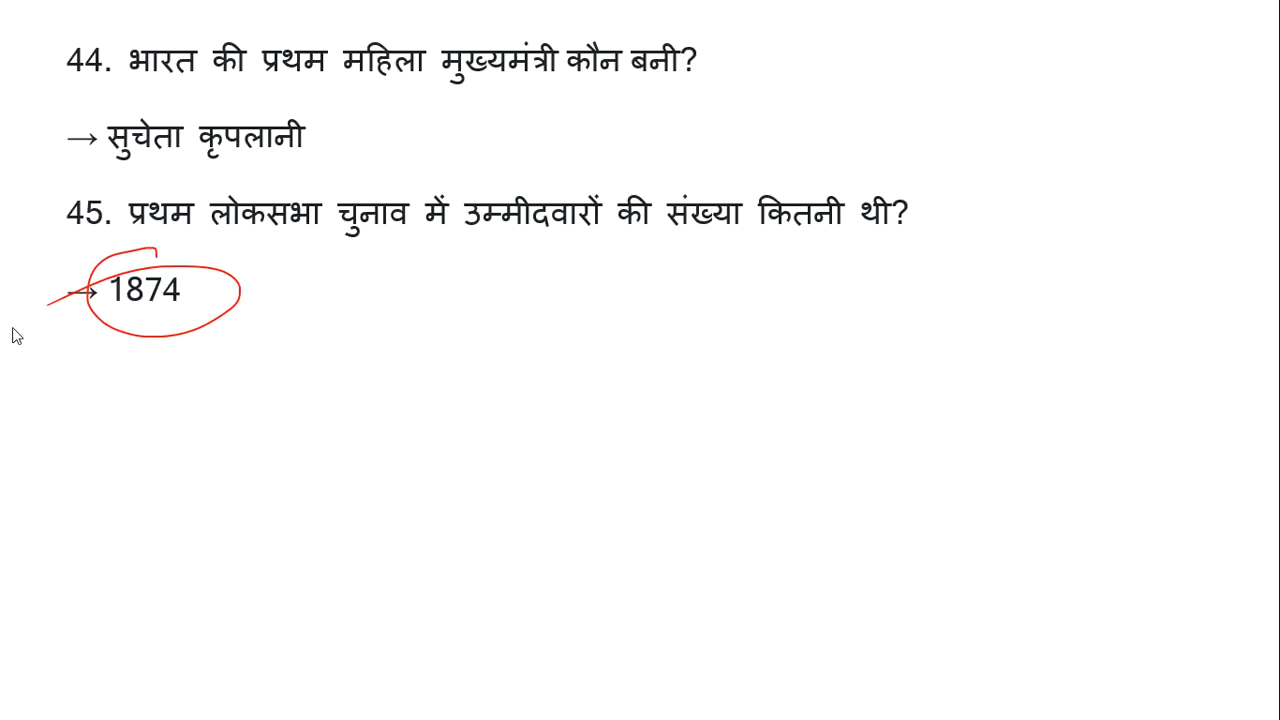 44. भारत की प्रथम महिला मुख्यमंत्री कौन बनी?
→ सुचेता कृपलानी
45. प्रथम लोकसभा चुनाव में उम्मीदवारों की संख्या कितनी थी?
→ 1874